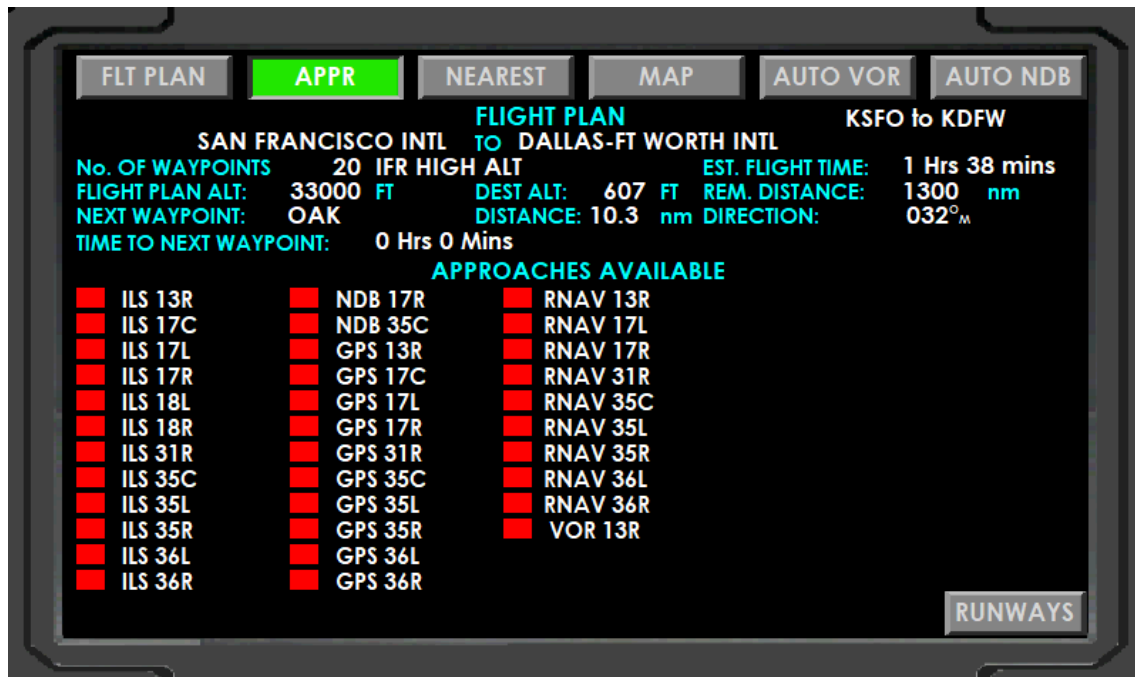 FLT PLAN APPR NEAREST MAP AUTO VOR AUTO NDB
FLIGHT PLAN KSFO to KDFW
SAN FRANCISCO INTL TO DALLAS-FT WORTH INTL
No. OF WAYPOINTS 20 IFR HIGH ALT EST. FLIGHT TIME: 1 Hrs 38 mins
FLIGHT PLAN ALT: 33000 FT DEST ALT: 607 FT REM. DISTANCE: 1300 nm
NEXT WAYPOINT: OAK DISTANCE: 10.3 nm DIRECTION: 032°M
TIME TO NEXT WAYPOINT: 0 Hrs 0 Mins
APPROACHES AVAILABLE
ILS 13R NDB 17R RNAV 13R
ILS 17C NDB 35C RNAV 17L
ILS 17L GPS 13R RNAV 17R
ILS 17R GPS 17C RNAV 31R
ILS 18L GPS 17L RNAV 35C
ILS 18R GPS 17R RNAV 35L
ILS 31R GPS 31R RNAV 35R
ILS 35C GPS 35C RNAV 36L
ILS 35L GPS 35L RNAV 36R
ILS 35R GPS 35R VOR 13R
ILS 36L GPS 36L
ILS 36R GPS 36R
RUNWAYS